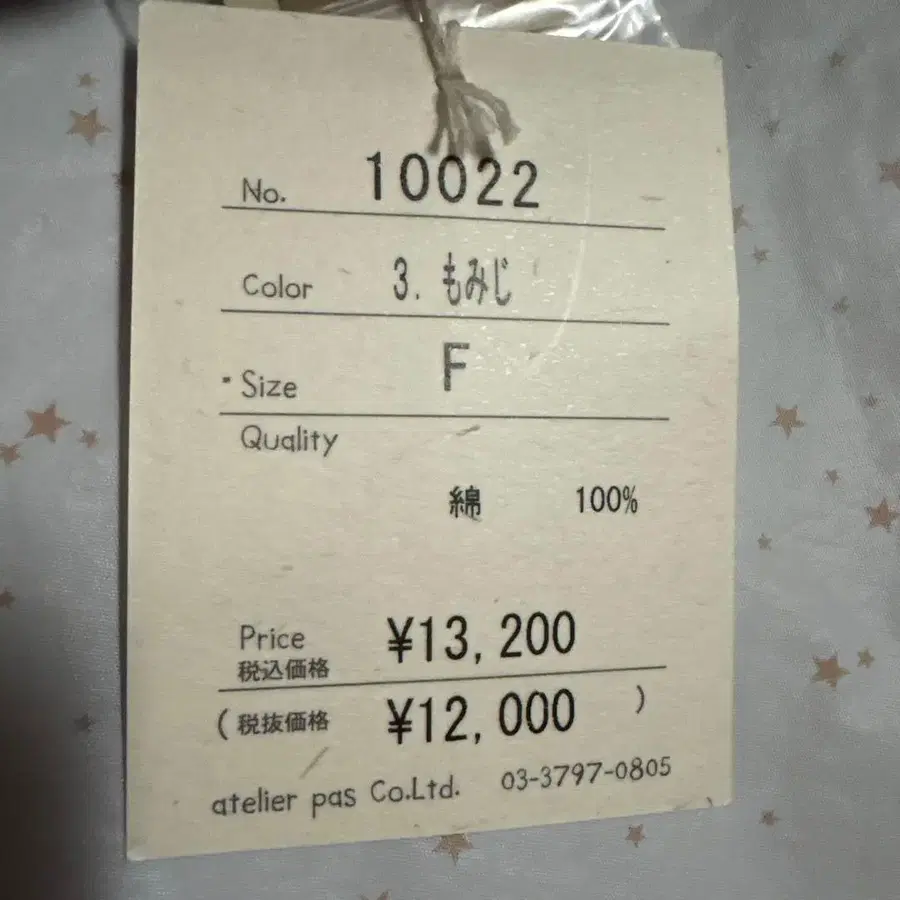 No. 10022
Color 3. もみじ
Size F
Quality
綿 100%
Price ¥13,200
税込価格
(税抜価格 ¥12,000 )
atelier pas Co.Ltd. 03-3797-0805